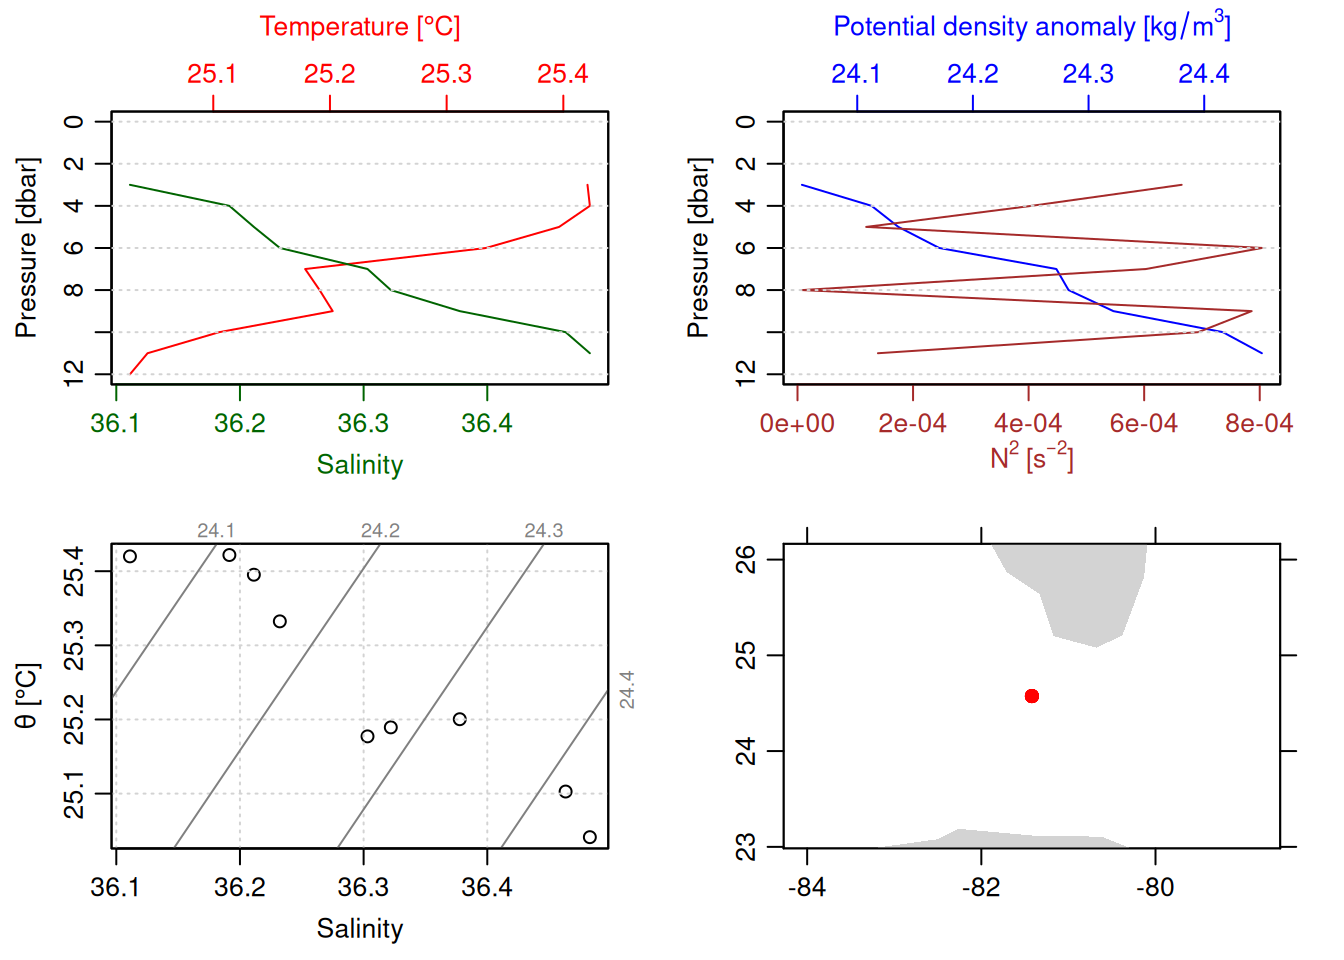 Temperature [°C]
25.1 25.2 25.3 25.4
Pressure [dbar]
0
2
4
6
8
12
36.1 36.2 36.3 36.4
Salinity
Potential density anomaly [kg/m³]
24.1 24.2 24.3 24.4
Pressure [dbar]
0
2
4
6
8
12
0e+00 2e-04 4e-04 6e-04 8e-04
N² [s⁻²]
24.1 24.2 24.3
24.4
θ [°C]
25.4
25.3
25.2
25.1
36.1 36.2 36.3 36.4
Salinity
26
25
24
23
-84 -82 -80